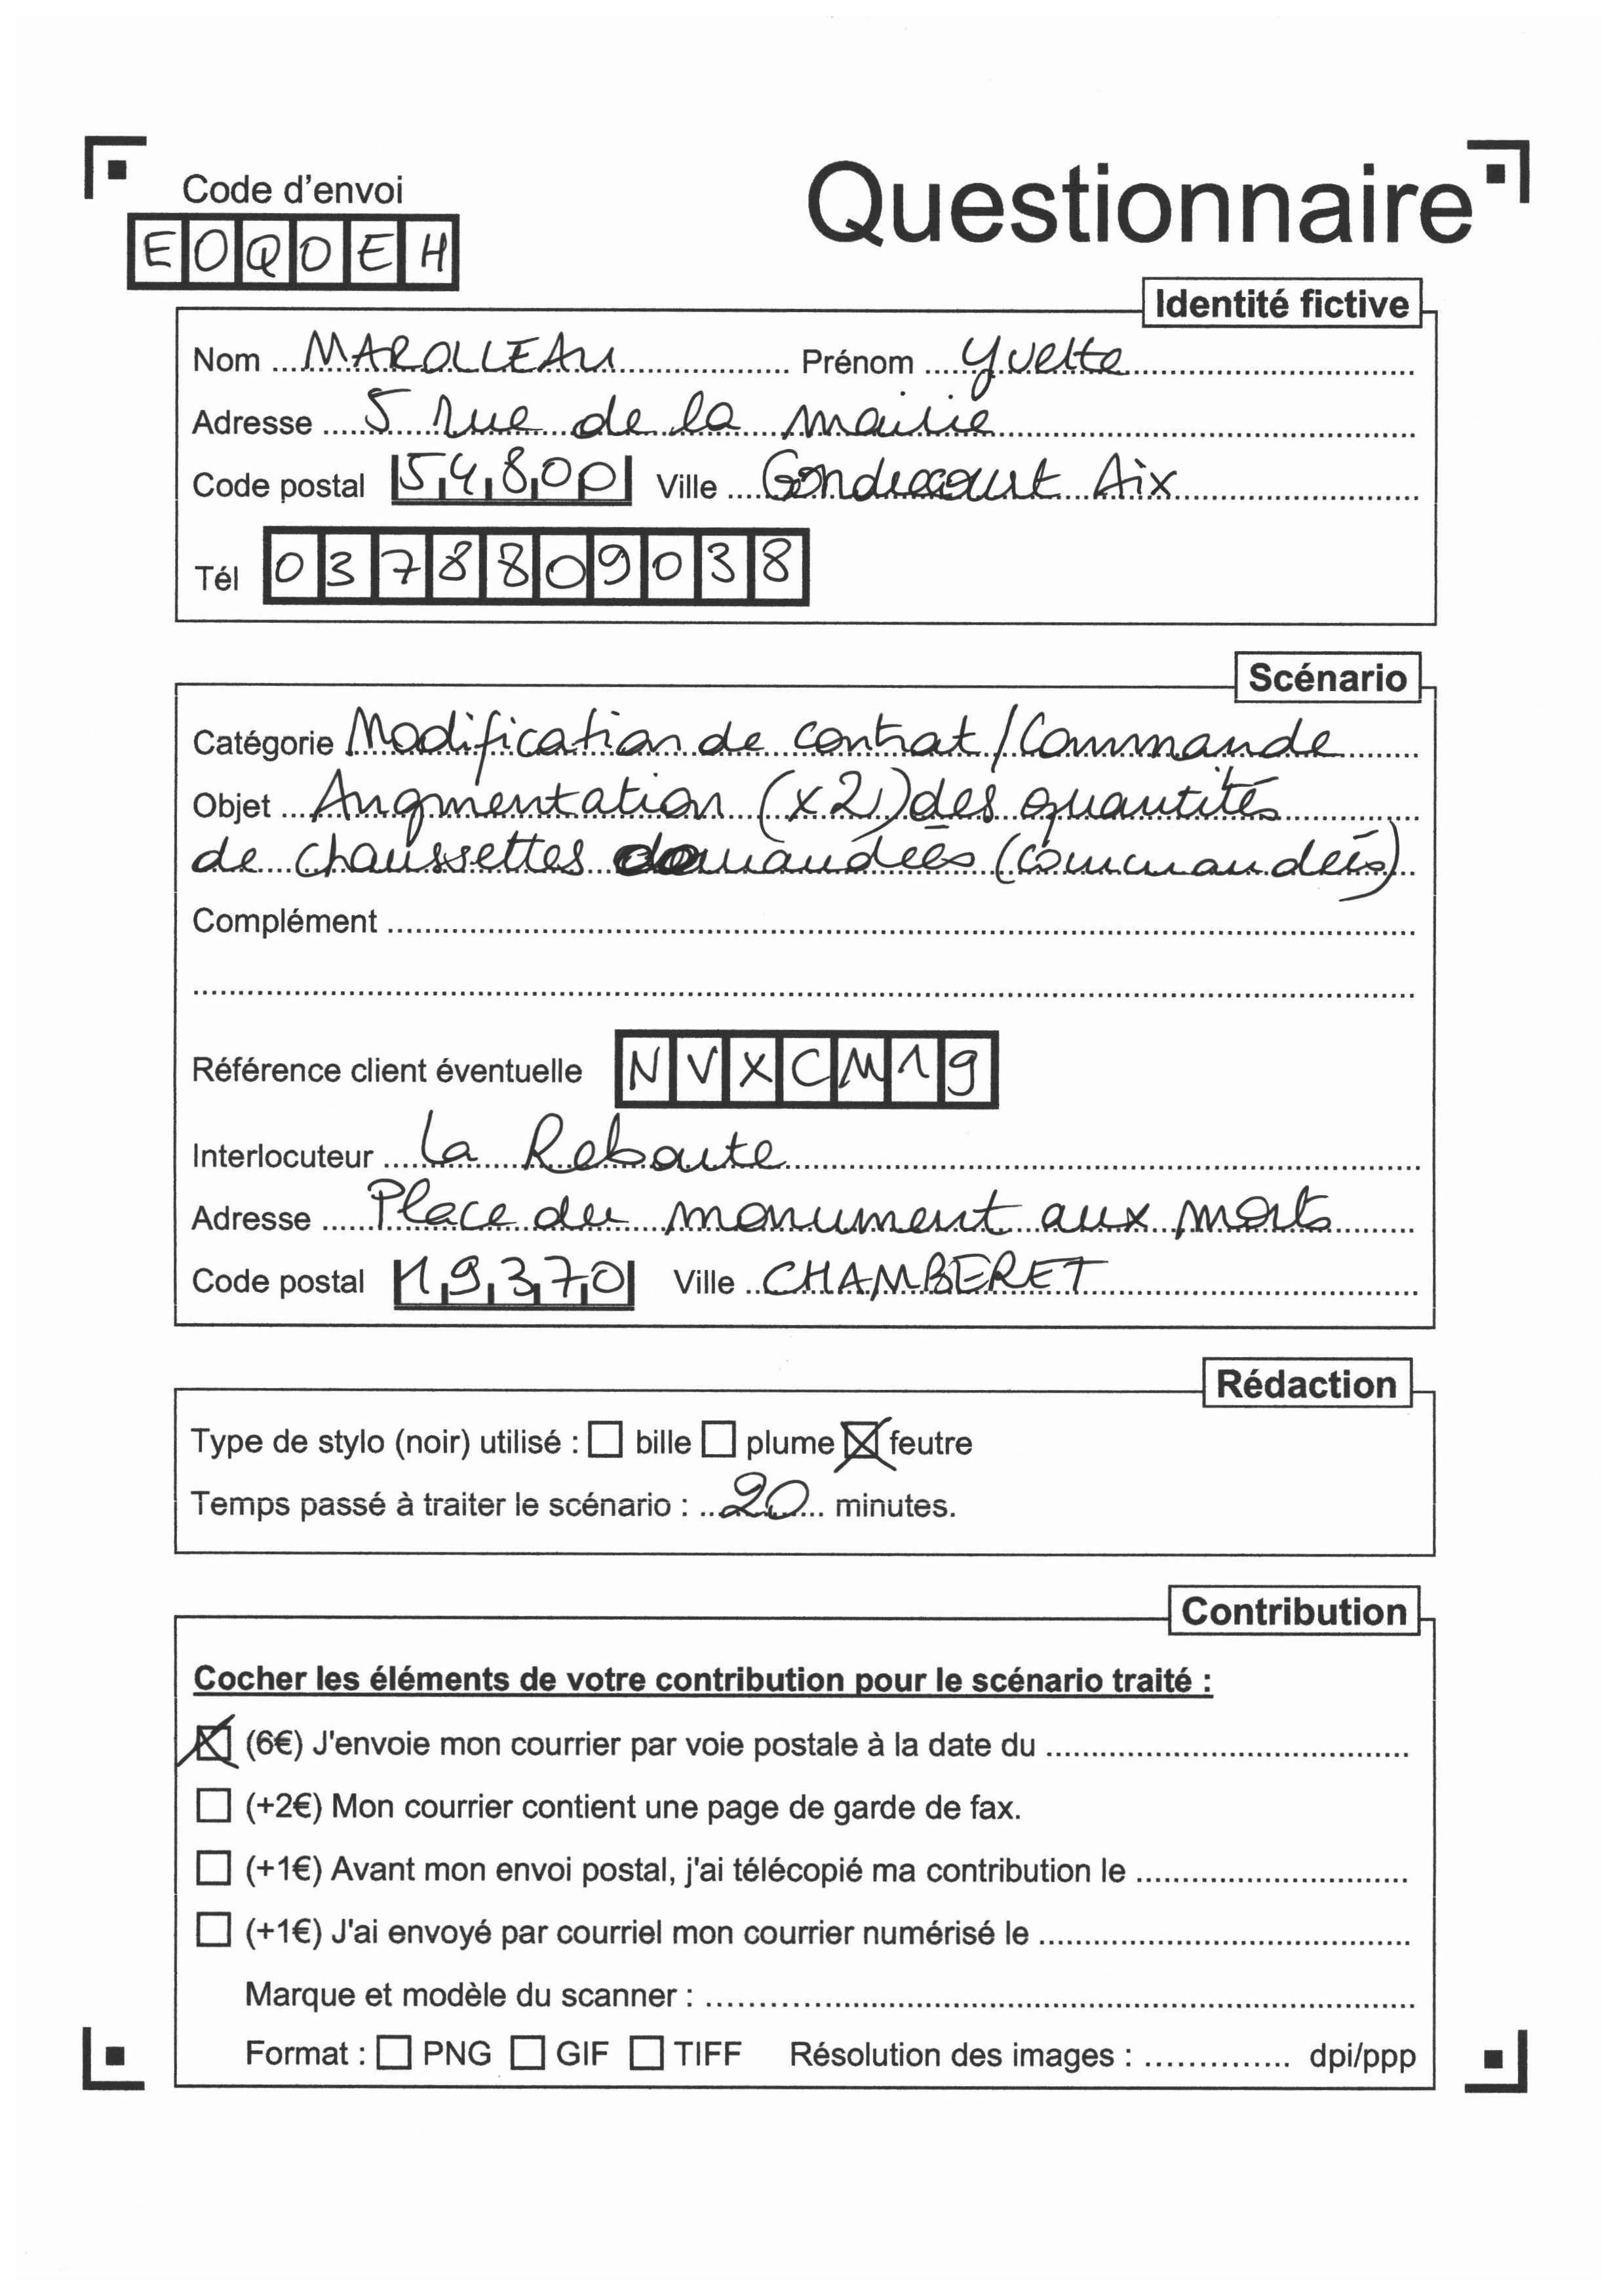 Code d'envoi
Questionnaire
EOQOEH
Identité fictive
Nom MAROLLEAU Prénom Yvette
Adresse 5 rue de la mairie
Code postal 54800 Ville Gondrecourt Aix
Tél 0378809038
Scénario
Catégorie Modification de contrat / Commande
Objet Augmentation (x2) des quantités
de chaussettes demandées (commandées)
Complément
Référence client éventuelle NVXCM19
Interlocuteur La Reboute
Adresse Place du monument aux morts
Code postal 19370 Ville CHAMBERET
Rédaction
Type de stylo (noir) utilisé : bille plume feutre
Temps passé à traiter le scénario : 20 minutes.
Contribution
Cocher les éléments de votre contribution pour le scénario traité :
(6€) J'envoie mon courrier par voie postale à la date du
(+2€) Mon courrier contient une page de garde de fax.
(+1€) Avant mon envoi postal, j'ai télécopié ma contribution le
(+1€) J'ai envoyé par courriel mon courrier numérisé le
Marque et modèle du scanner :
Format : PNG GIF TIFF Résolution des images : dpi/ppp